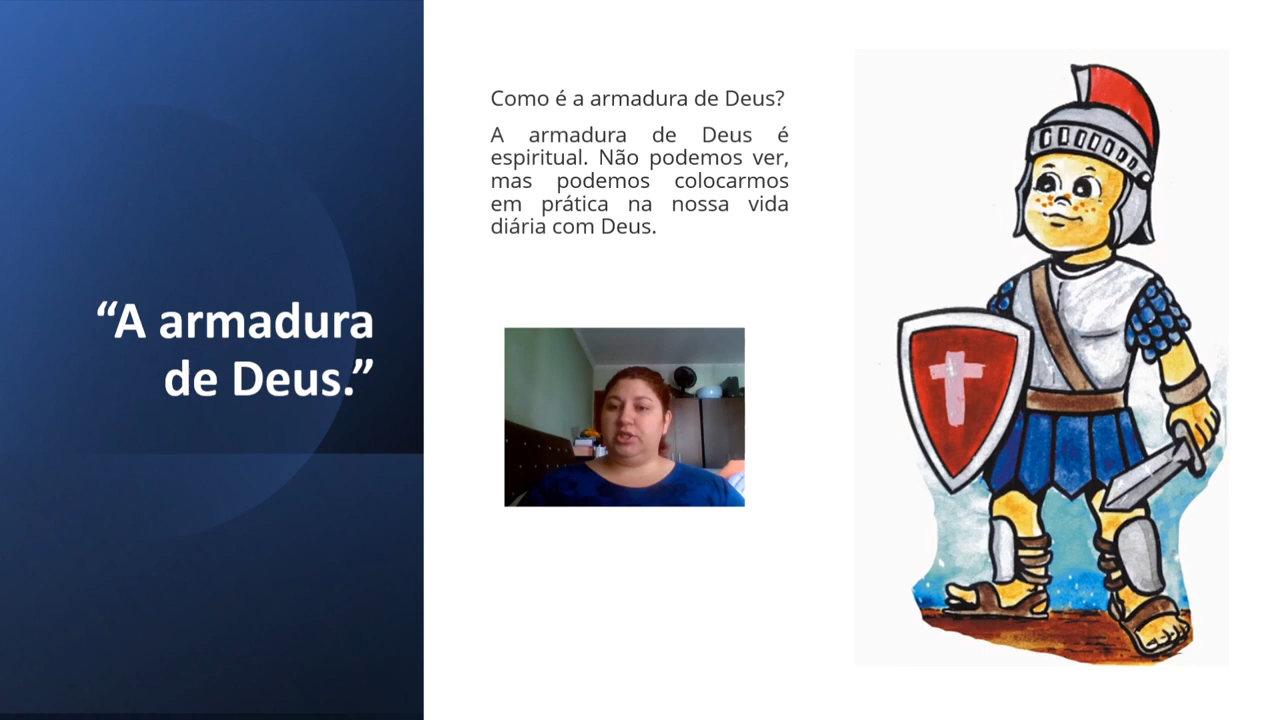 “A armadura
de Deus.”
Como é a armadura de Deus?
A armadura de Deus é
espiritual. Não podemos ver,
mas podemos colocarmos
em prática na nossa vida
diária com Deus.